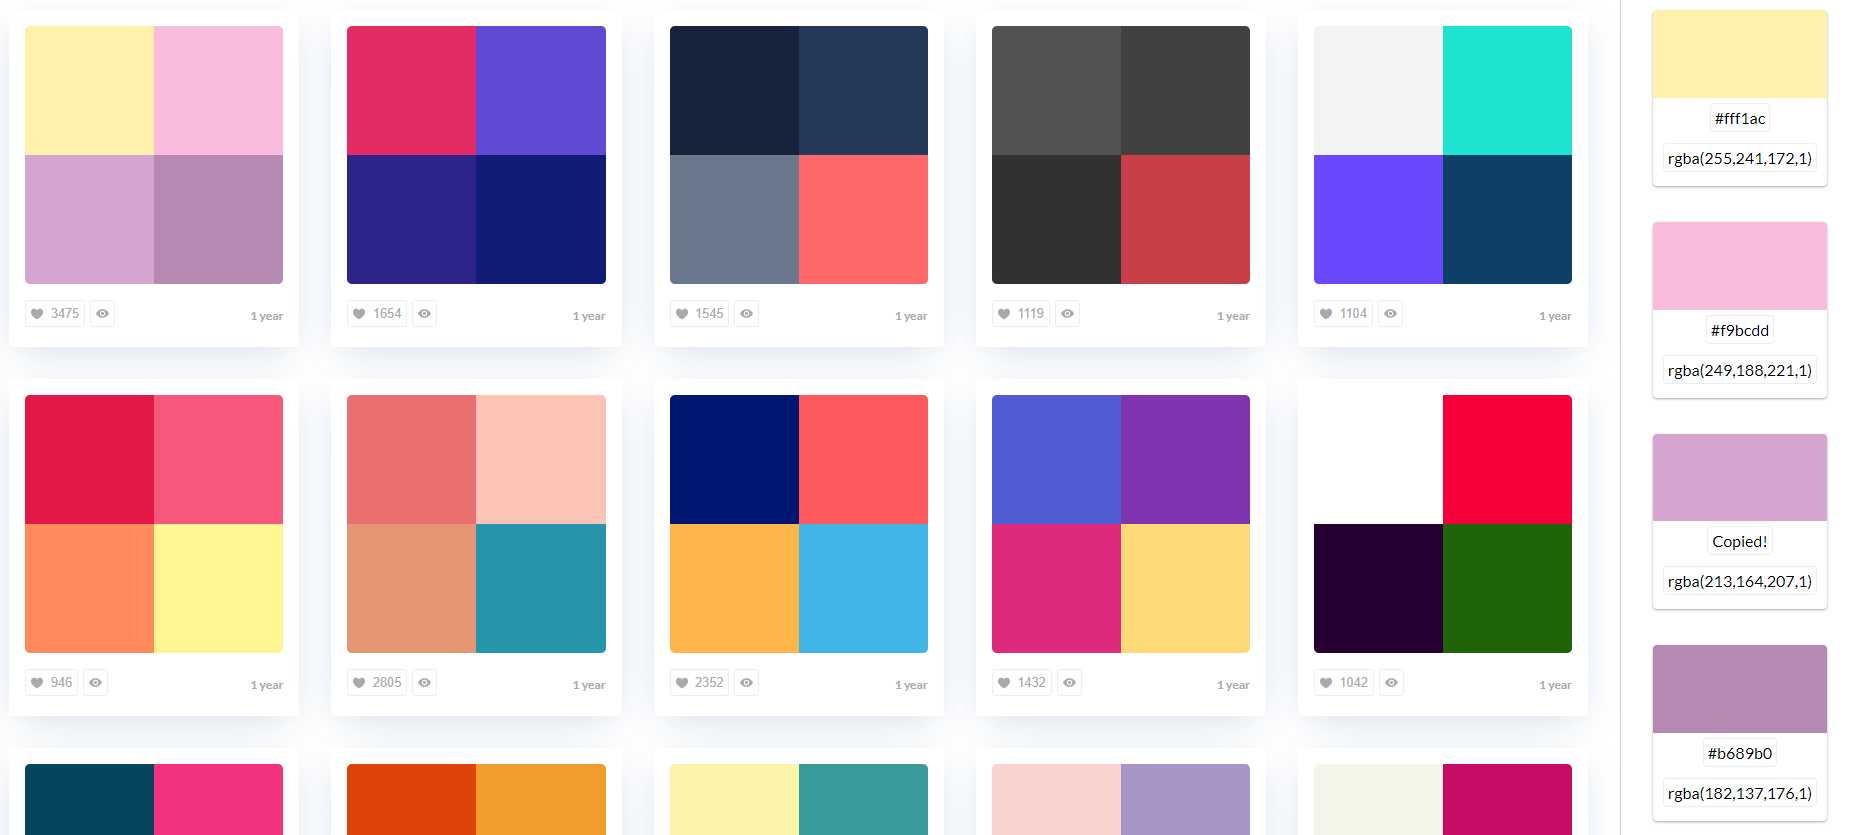 3475 1 year
1654 1 year
1545 1 year
1119 1 year
1104 1 year
946 1 year
2805 1 year
2352 1 year
1432 1 year
1042 1 year
#fff1ac
rgba(255,241,172,1)
#f9bcdd
rgba(249,188,221,1)
Copied!
rgba(213,164,207,1)
#b689b0
rgba(182,137,176,1)